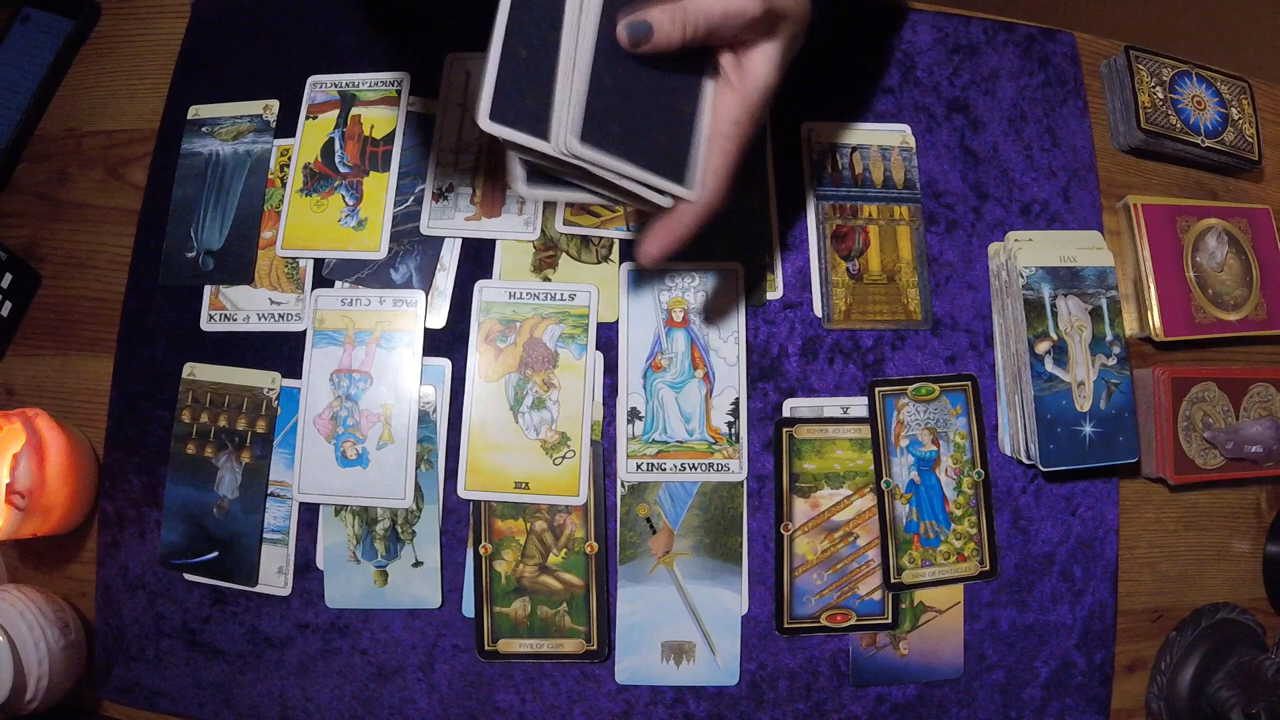 KNIGHT of PENTACLES.
KING of WANDS
PAGE of CUPS.
STRENGTH.
VIII
KING of SWORDS.
XVII
8
V
EIGHT OF WANDS
NINE OF PENTACLES
FIVE OF CUPS